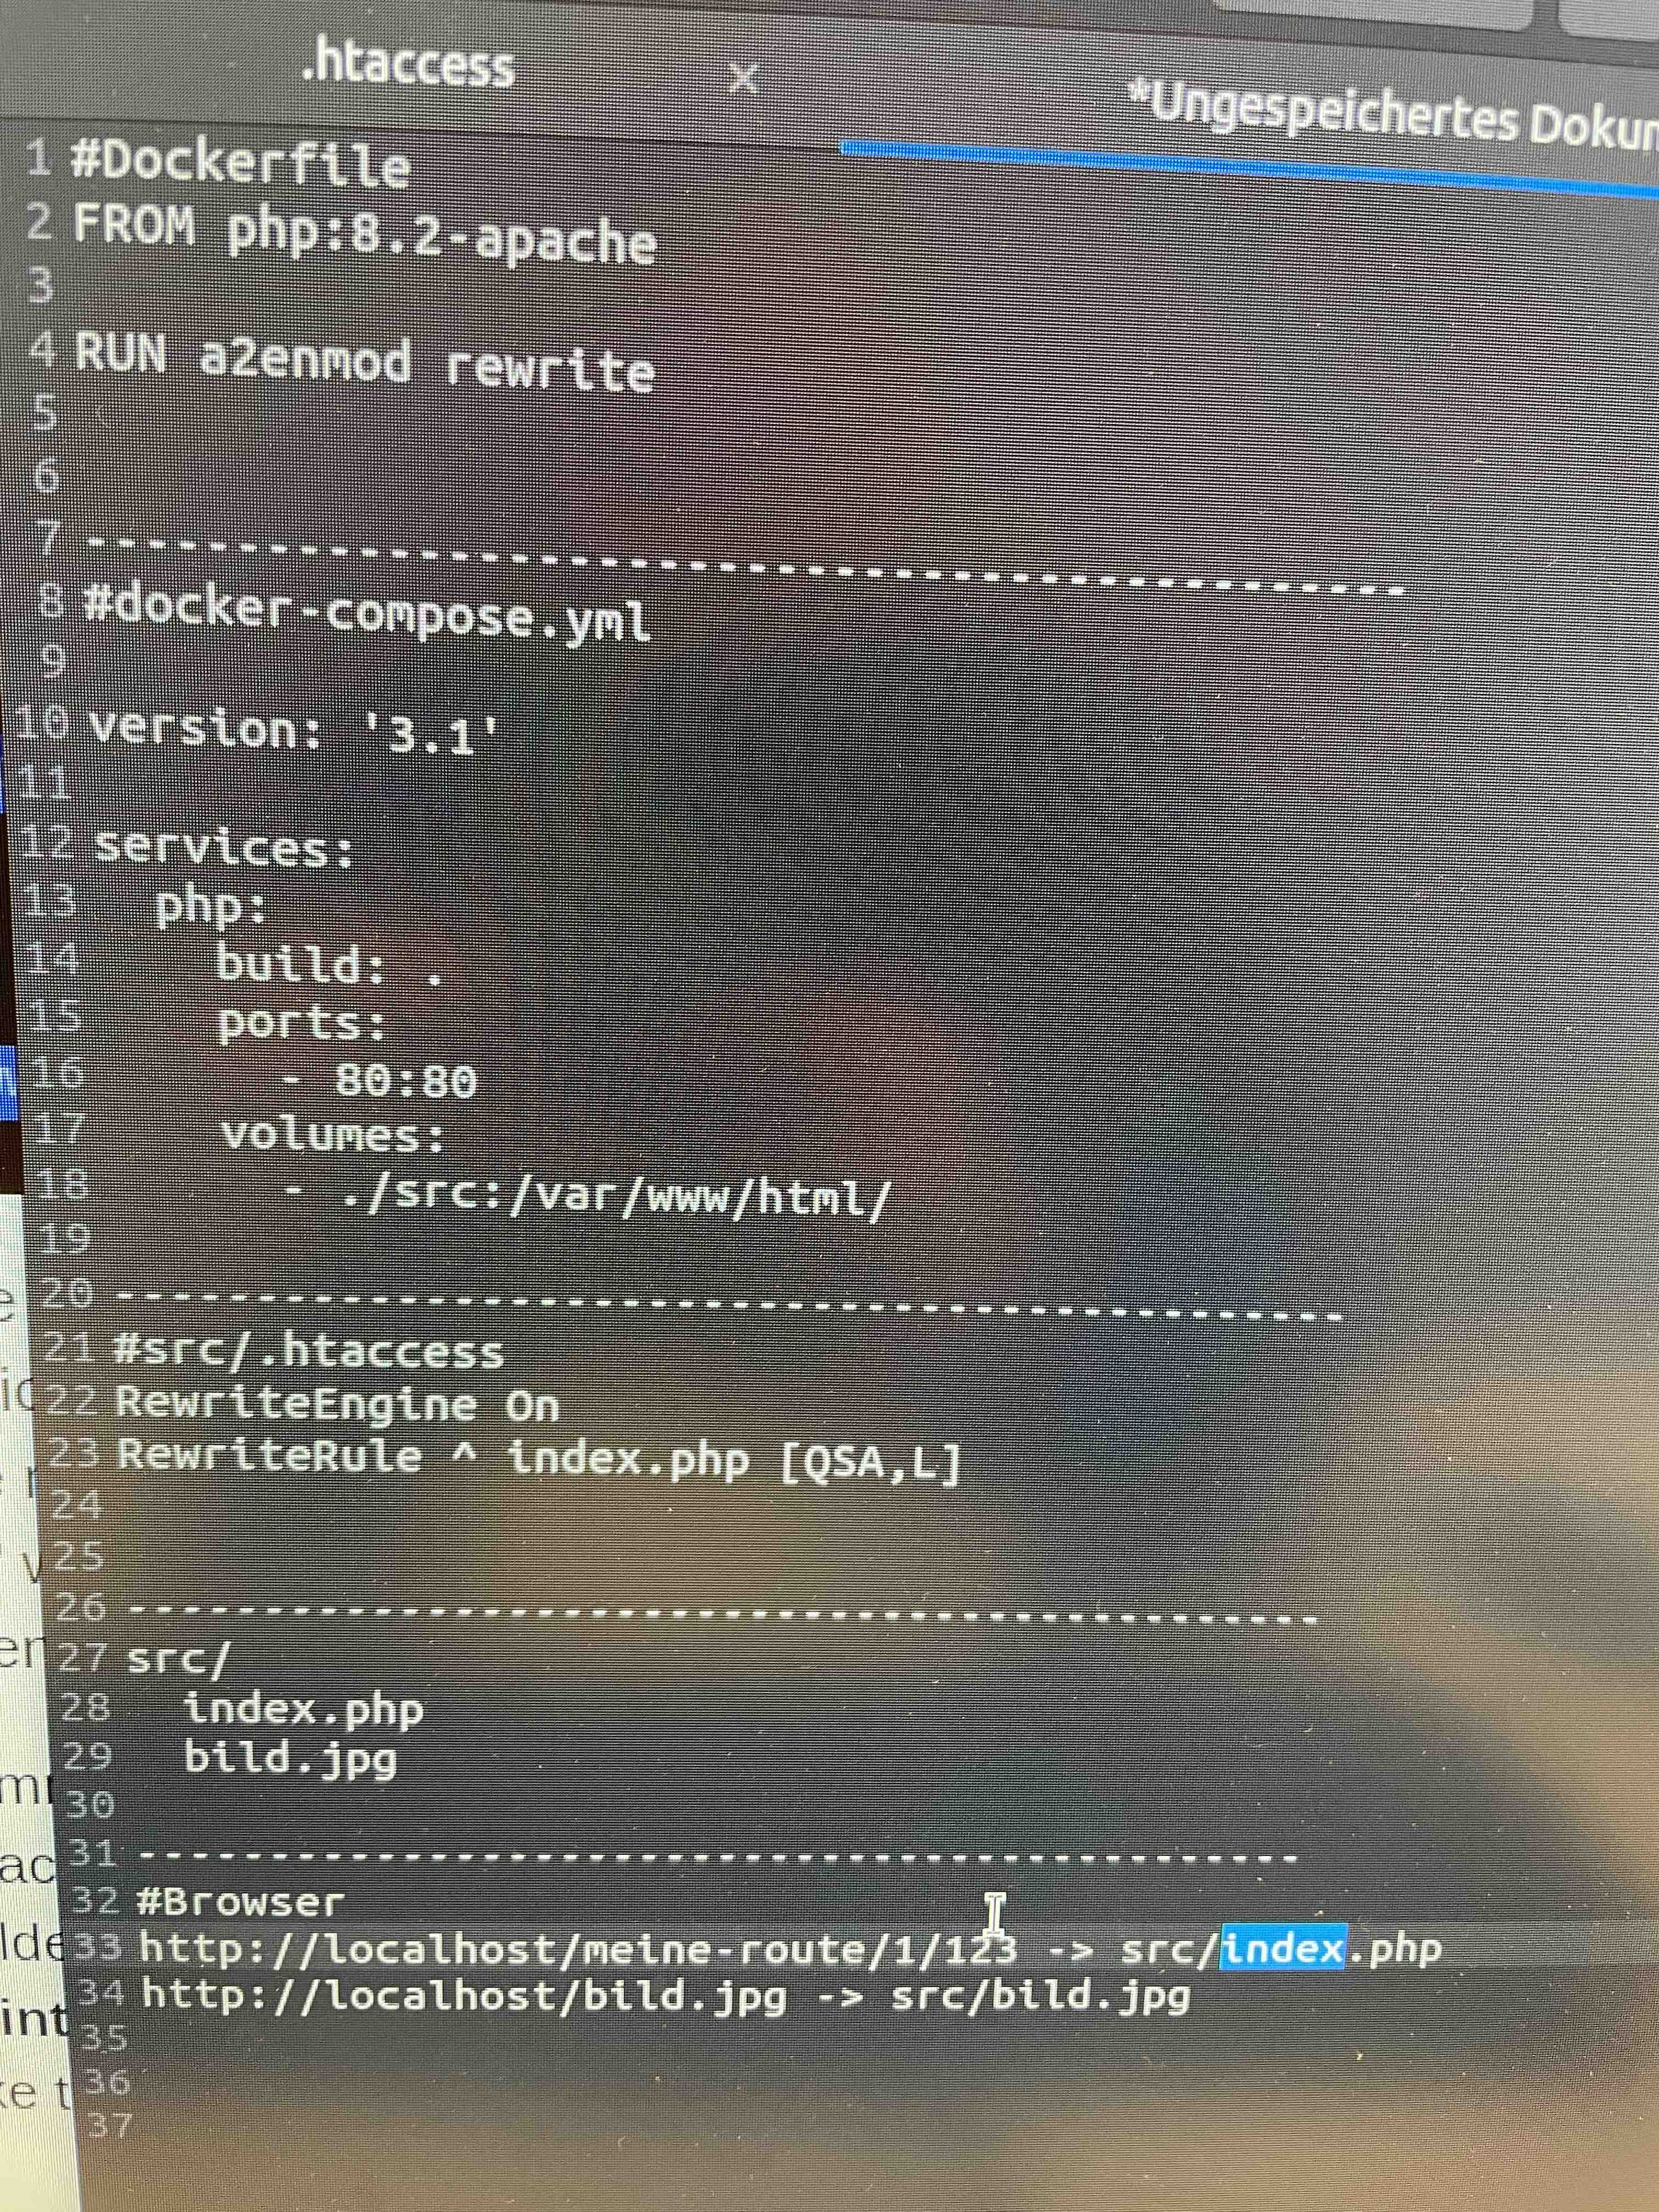 .htaccess
*Ungespeichertes
1 #Dockerfile
2 FROM php:8.2-apache
3
4 RUN a2enmod rewrite
5
6
7 --------------------------------------------
8 #docker-compose.yml
9
10 version: '3.1'
11
12 services:
13   php:
14     build: .
15     ports:
16       - 80:80
17     volumes:
18       - ./src:/var/www/html/
19
20 --------------------------------------------
21 #src/.htaccess
22 RewriteEngine On
23 RewriteRule ^ index.php [QSA,L]
24
25
26 --------------------------------------------
27 src/
28   index.php
29   bild.jpg
30
31 --------------------------------------------
32 #Browser
33 http://localhost/meine-route/1/123 -> src/index.php
34 http://localhost/bild.jpg -> src/bild.jpg
35
36
37